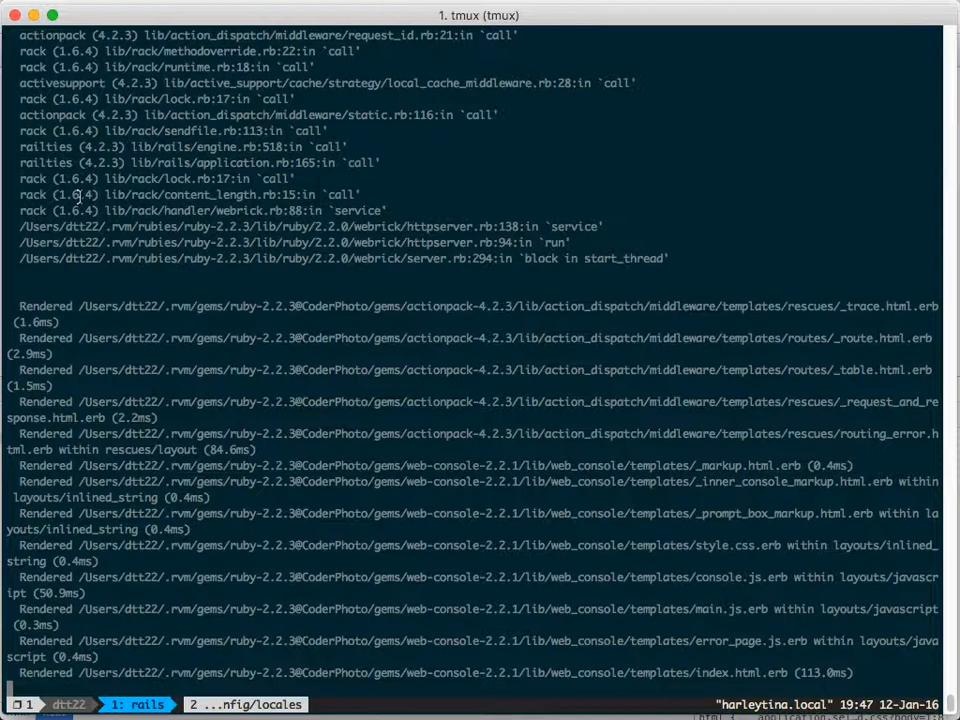 1. tmux (tmux)
actionpack (4.2.3) lib/action_dispatch/middleware/request_id.rb:21:in `call'
rack (1.6.4) lib/rack/methodoverride.rb:22:in `call'
rack (1.6.4) lib/rack/runtime.rb:18:in `call'
activesupport (4.2.3) lib/active_support/cache/strategy/local_cache_middleware.rb:28:in `call'
rack (1.6.4) lib/rack/lock.rb:17:in `call'
actionpack (4.2.3) lib/action_dispatch/middleware/static.rb:116:in `call'
rack (1.6.4) lib/rack/sendfile.rb:113:in `call'
railties (4.2.3) lib/rails/engine.rb:518:in `call'
railties (4.2.3) lib/rails/application.rb:165:in `call'
rack (1.6.4) lib/rack/lock.rb:17:in `call'
rack (1.6.4) lib/rack/content_length.rb:15:in `call'
rack (1.6.4) lib/rack/handler/webrick.rb:88:in `service'
/Users/dtt22/.rvm/rubies/ruby-2.2.3/lib/ruby/2.2.0/webrick/httpserver.rb:138:in `service'
/Users/dtt22/.rvm/rubies/ruby-2.2.3/lib/ruby/2.2.0/webrick/httpserver.rb:94:in `run'
/Users/dtt22/.rvm/rubies/ruby-2.2.3/lib/ruby/2.2.0/webrick/server.rb:294:in `block in start_thread'
Rendered /Users/dtt22/.rvm/gems/ruby-2.2.3@CoderPhoto/gems/actionpack-4.2.3/lib/action_dispatch/middleware/templates/rescues/_trace.html.erb
(1.6ms)
Rendered /Users/dtt22/.rvm/gems/ruby-2.2.3@CoderPhoto/gems/actionpack-4.2.3/lib/action_dispatch/middleware/templates/routes/_route.html.erb
(2.9ms)
Rendered /Users/dtt22/.rvm/gems/ruby-2.2.3@CoderPhoto/gems/actionpack-4.2.3/lib/action_dispatch/middleware/templates/routes/_table.html.erb
(1.5ms)
Rendered /Users/dtt22/.rvm/gems/ruby-2.2.3@CoderPhoto/gems/actionpack-4.2.3/lib/action_dispatch/middleware/templates/rescues/_request_and_re
sponse.html.erb (2.2ms)
Rendered /Users/dtt22/.rvm/gems/ruby-2.2.3@CoderPhoto/gems/actionpack-4.2.3/lib/action_dispatch/middleware/templates/rescues/routing_error.h
tml.erb within rescues/layout (84.6ms)
Rendered /Users/dtt22/.rvm/gems/ruby-2.2.3@CoderPhoto/gems/web-console-2.2.1/lib/web_console/templates/_markup.html.erb (0.4ms)
Rendered /Users/dtt22/.rvm/gems/ruby-2.2.3@CoderPhoto/gems/web-console-2.2.1/lib/web_console/templates/_inner_console_markup.html.erb within
layouts/inlined_string (0.4ms)
Rendered /Users/dtt22/.rvm/gems/ruby-2.2.3@CoderPhoto/gems/web-console-2.2.1/lib/web_console/templates/_prompt_box_markup.html.erb within la
youts/inlined_string (0.4ms)
Rendered /Users/dtt22/.rvm/gems/ruby-2.2.3@CoderPhoto/gems/web-console-2.2.1/lib/web_console/templates/style.css.erb within layouts/inlined_
string (0.4ms)
Rendered /Users/dtt22/.rvm/gems/ruby-2.2.3@CoderPhoto/gems/web-console-2.2.1/lib/web_console/templates/console.js.erb within layouts/javascr
ipt (50.9ms)
Rendered /Users/dtt22/.rvm/gems/ruby-2.2.3@CoderPhoto/gems/web-console-2.2.1/lib/web_console/templates/main.js.erb within layouts/javascript
(0.3ms)
Rendered /Users/dtt22/.rvm/gems/ruby-2.2.3@CoderPhoto/gems/web-console-2.2.1/lib/web_console/templates/error_page.js.erb within layouts/java
script (0.4ms)
Rendered /Users/dtt22/.rvm/gems/ruby-2.2.3@CoderPhoto/gems/web-console-2.2.1/lib/web_console/templates/index.html.erb (113.0ms)
1 dtt22 1: rails 2 ...nfig/locales "harleytina.local" 19:47 12-Jan-16